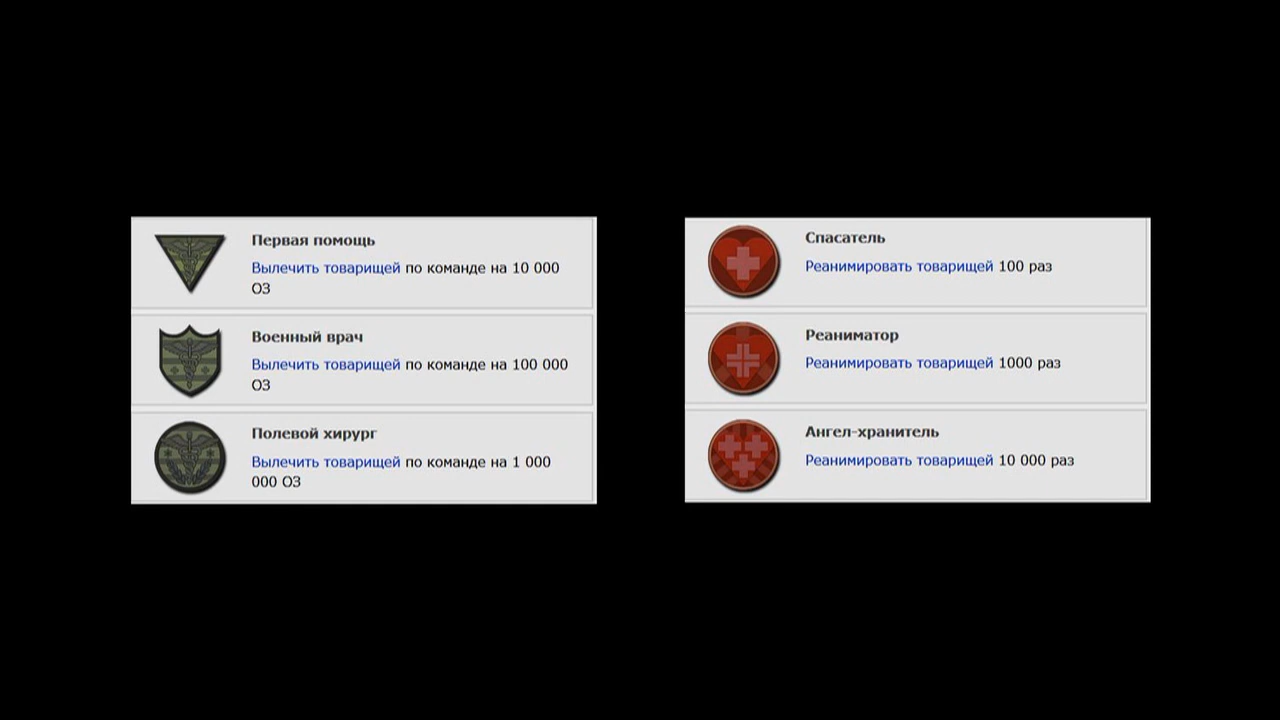 Первая помощь
Вылечить товарищей по команде на 10 000
ОЗ
Военный врач
Вылечить товарищей по команде на 100 000
ОЗ
Полевой хирург
Вылечить товарищей по команде на 1 000
000 ОЗ
Спасатель
Реанимировать товарищей 100 раз
Реаниматор
Реанимировать товарищей 1000 раз
Ангел-хранитель
Реанимировать товарищей 10 000 раз